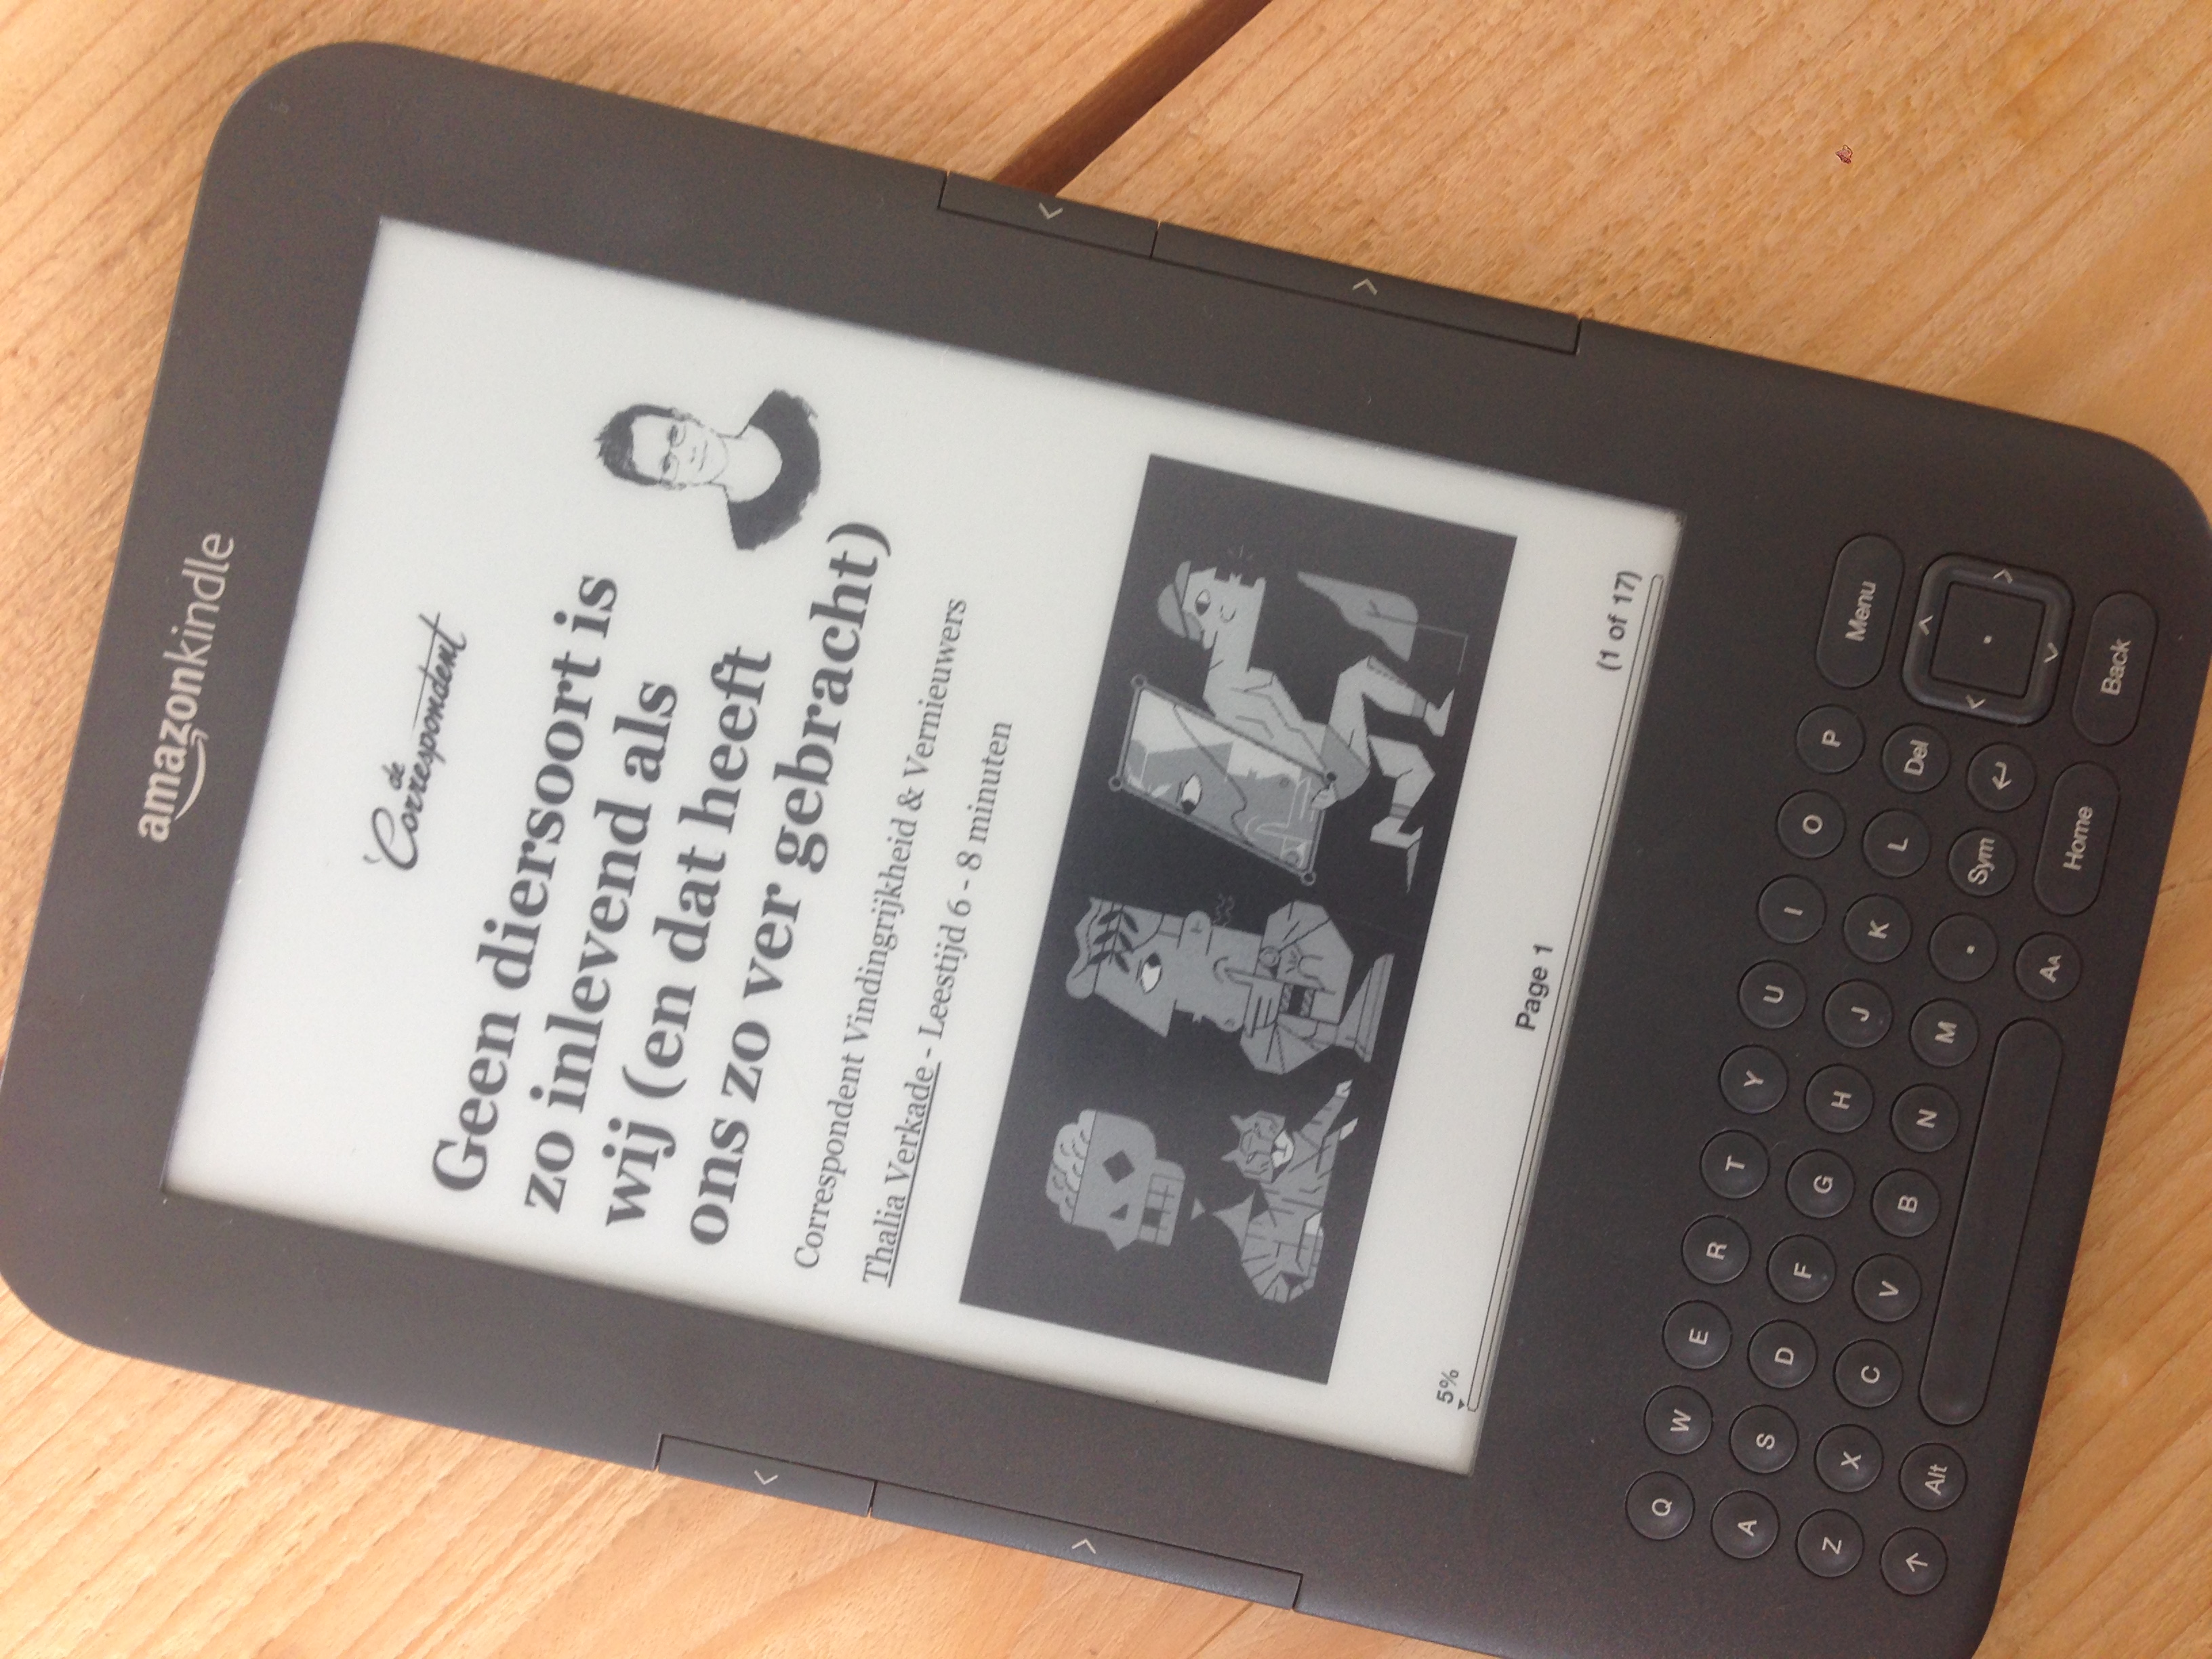 amazonkindle
de
Correspondent
Geen diersoort is
zo inlevend als
wij (en dat heeft
ons zo ver gebracht)
Correspondent Vindingrijkheid & Vernieuwers
Thalia Verkade - Leestijd 6 - 8 minuten
5%
Page 1
(1 of 17)
Q W E R T Y U I O P Menu
A S D F G H J K L Del
Z X C V B N M . Sym
Alt
AA Home Back